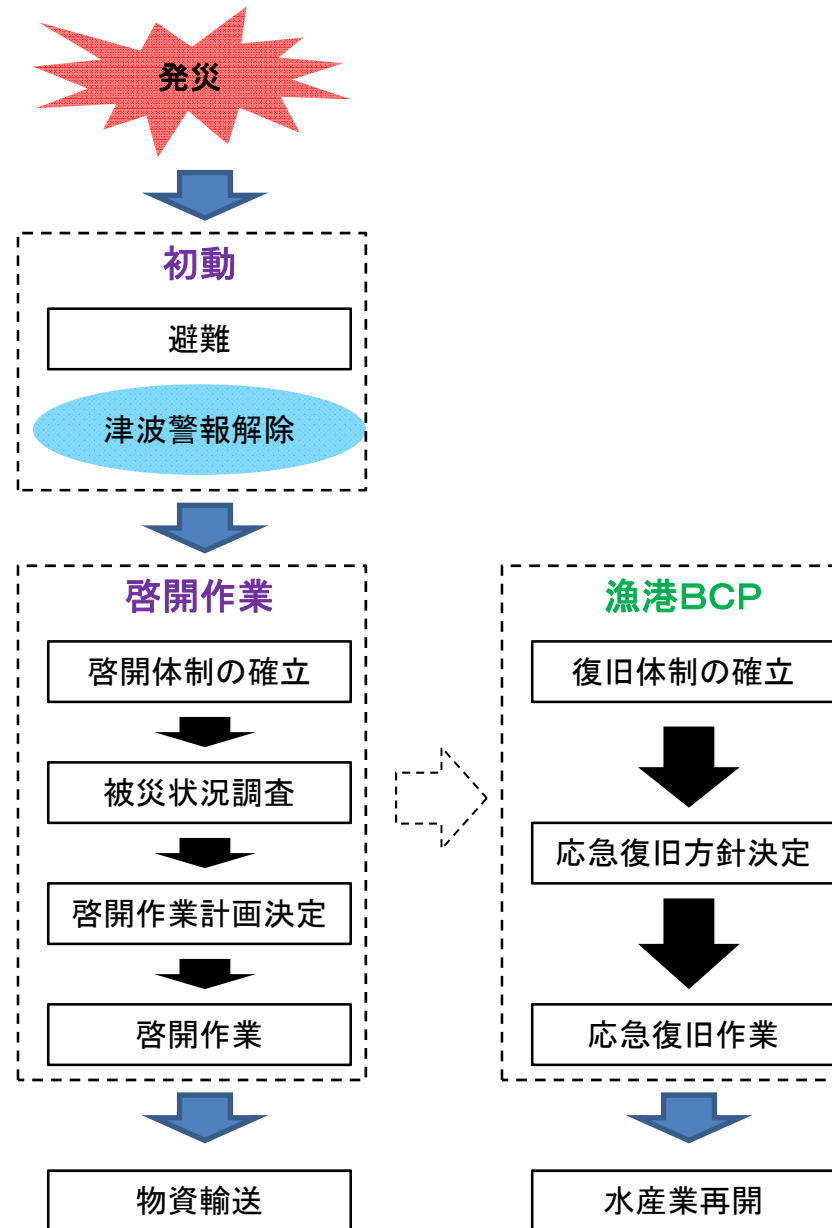 発災
初動
避難
津波警報解除
啓開作業
啓開体制の確立
被災状況調査
啓開作業計画決定
啓開作業
物資輸送
漁港BCP
復旧体制の確立
応急復旧方針決定
応急復旧作業
水産業再開